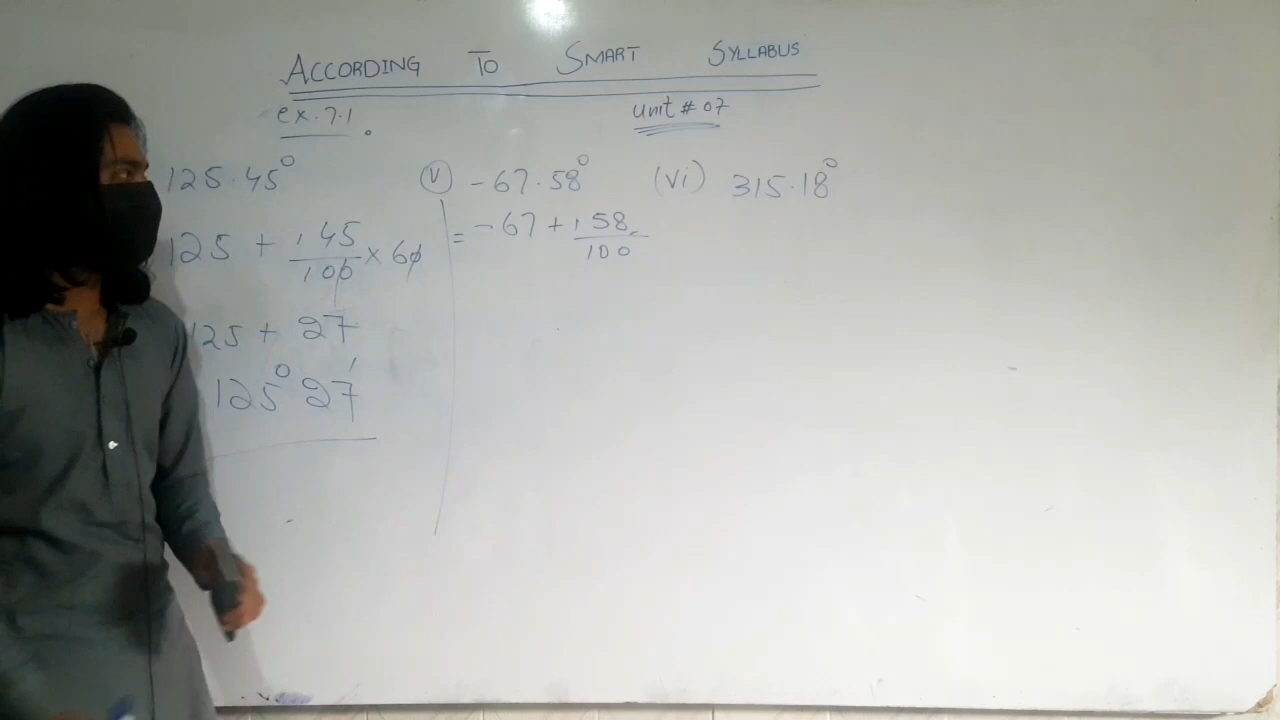 ACCORDING TO SMART SYLLABUS
ex.7.1
unit # 07
125.45°
125 + 45/100 × 60
125 + 27
125° 27'
(v) -67.58°
= -67 + 58/100
(vi) 315.18°